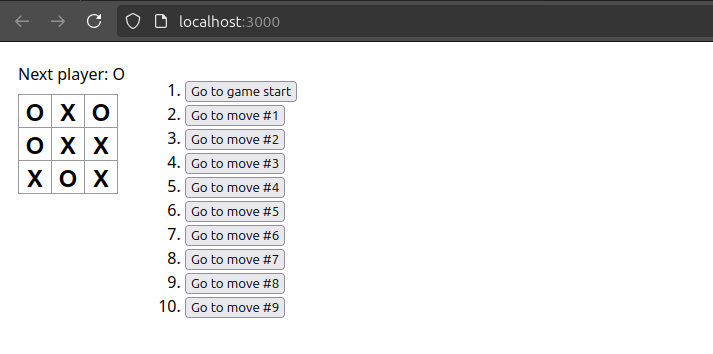 localhost:3000
Next player: O
O X O
O X X
X O X
1. Go to game start
2. Go to move #1
3. Go to move #2
4. Go to move #3
5. Go to move #4
6. Go to move #5
7. Go to move #6
8. Go to move #7
9. Go to move #8
10. Go to move #9